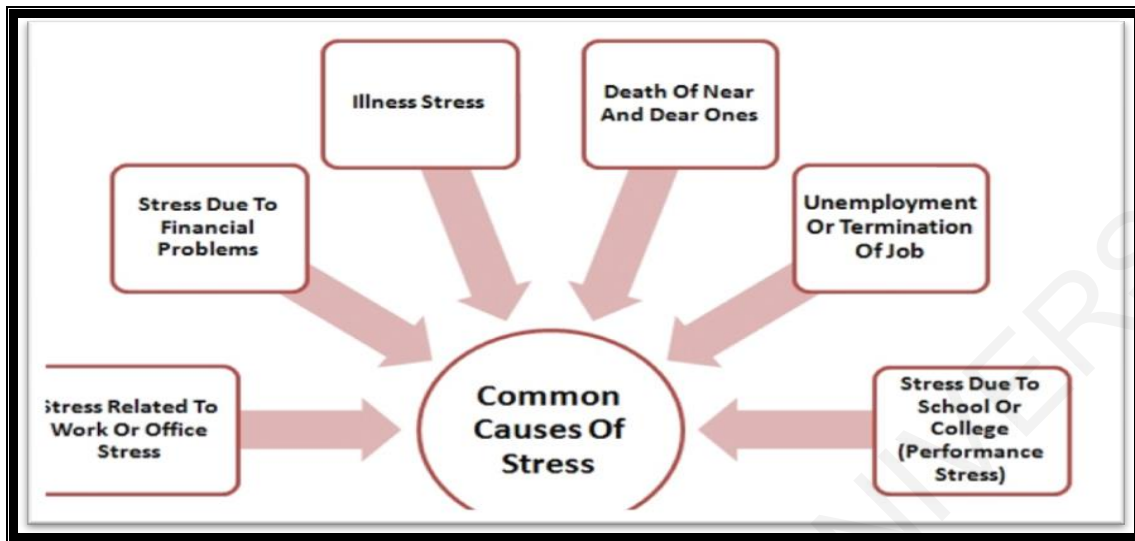 Illness Stress
Death Of Near
And Dear Ones
Stress Due To
Financial
Problems
Unemployment
Or Termination
Of Job
Stress Related To
Work Or Office
Stress
Common
Causes Of
Stress
Stress Due To
School Or
College
(Performance
Stress)